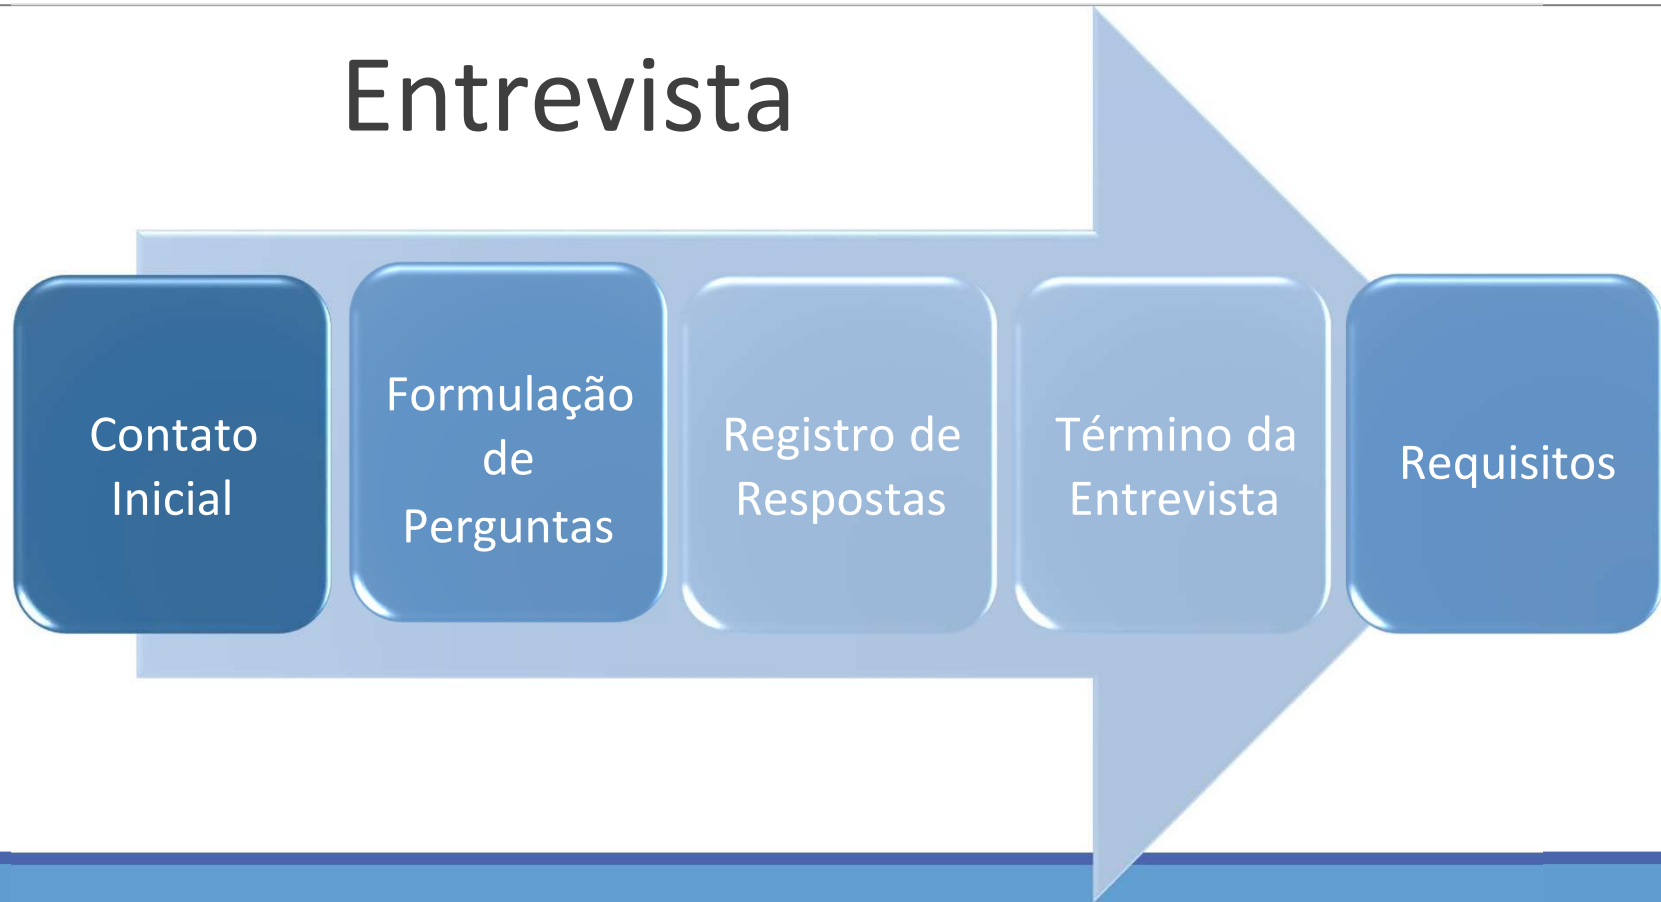 Entrevista
Contato
Inicial
Formulação
de
Perguntas
Registro de
Respostas
Término da
Entrevista
Requisitos